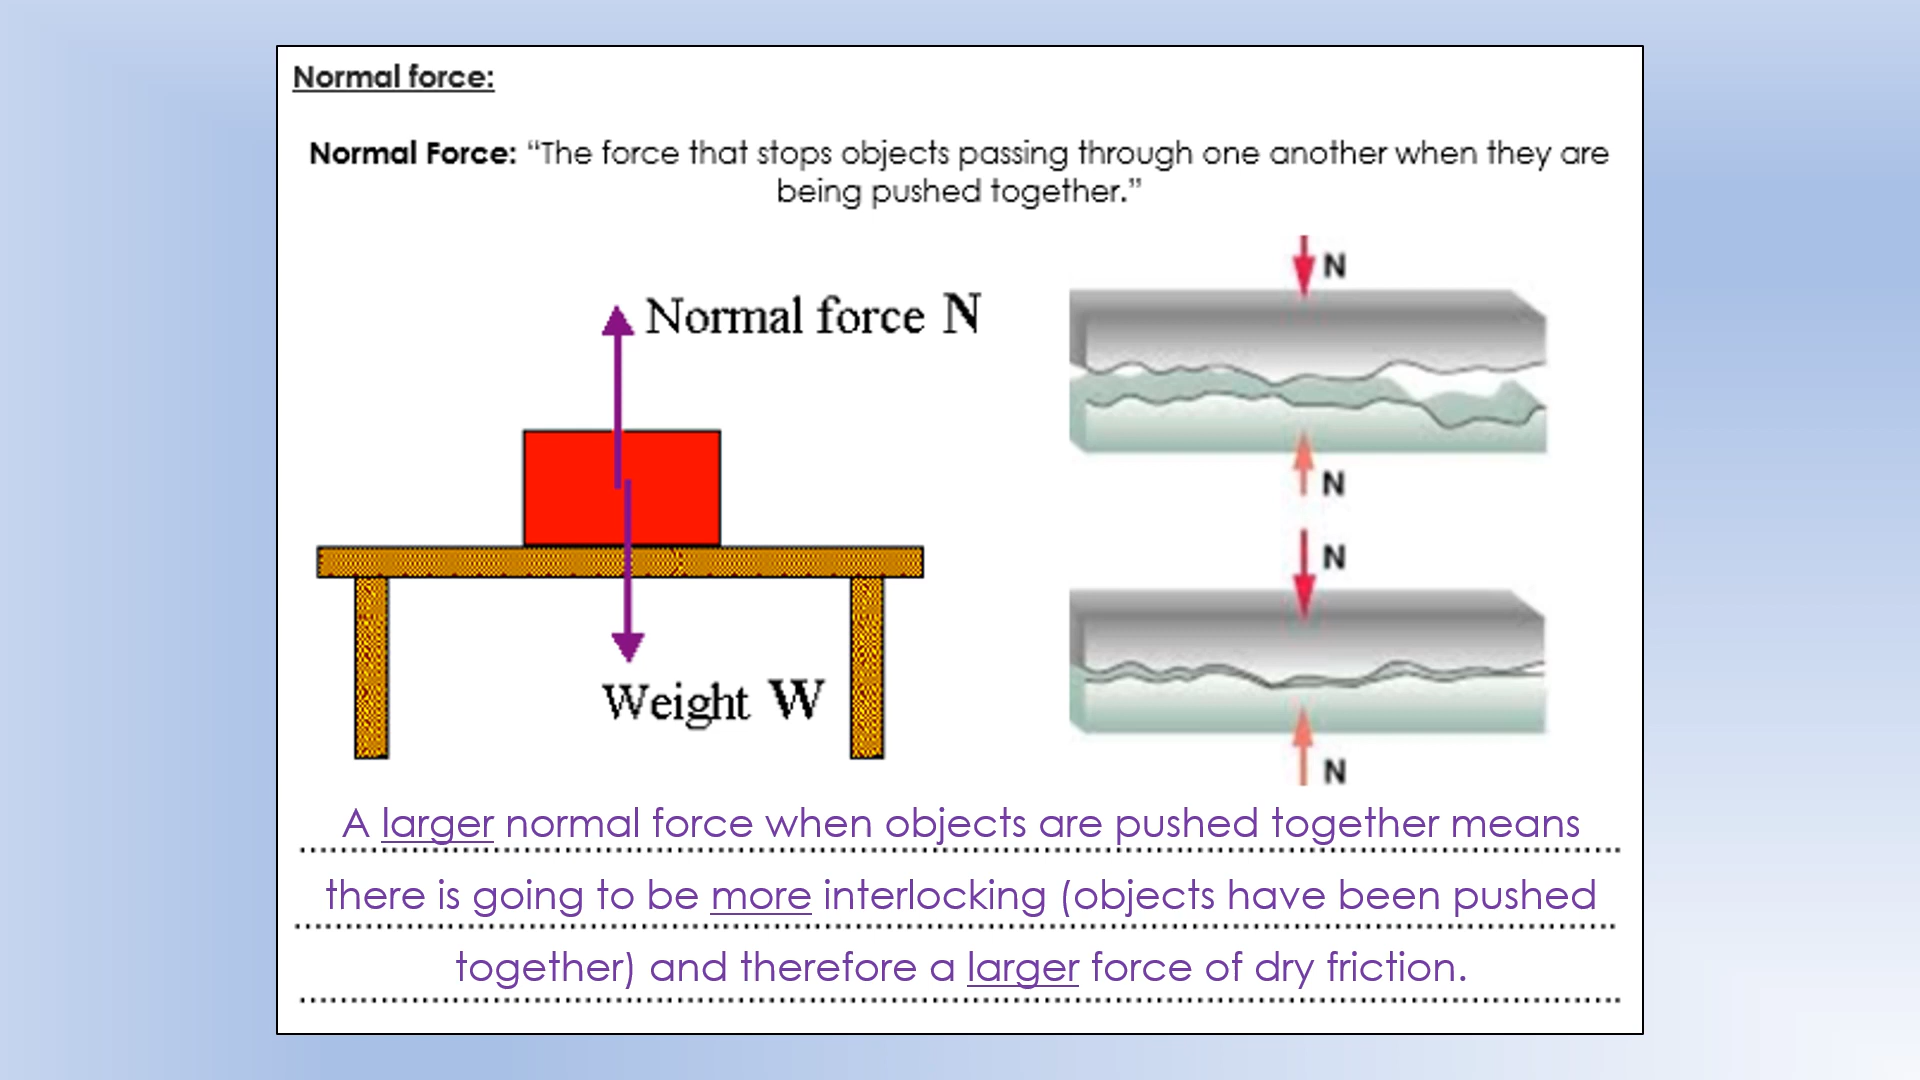 Normal force:
Normal Force: “The force that stops objects passing through one another when they are
being pushed together.”
Normal force N
Weight W
N
N
N
N
A larger normal force when objects are pushed together means
there is going to be more interlocking (objects have been pushed
together) and therefore a larger force of dry friction.